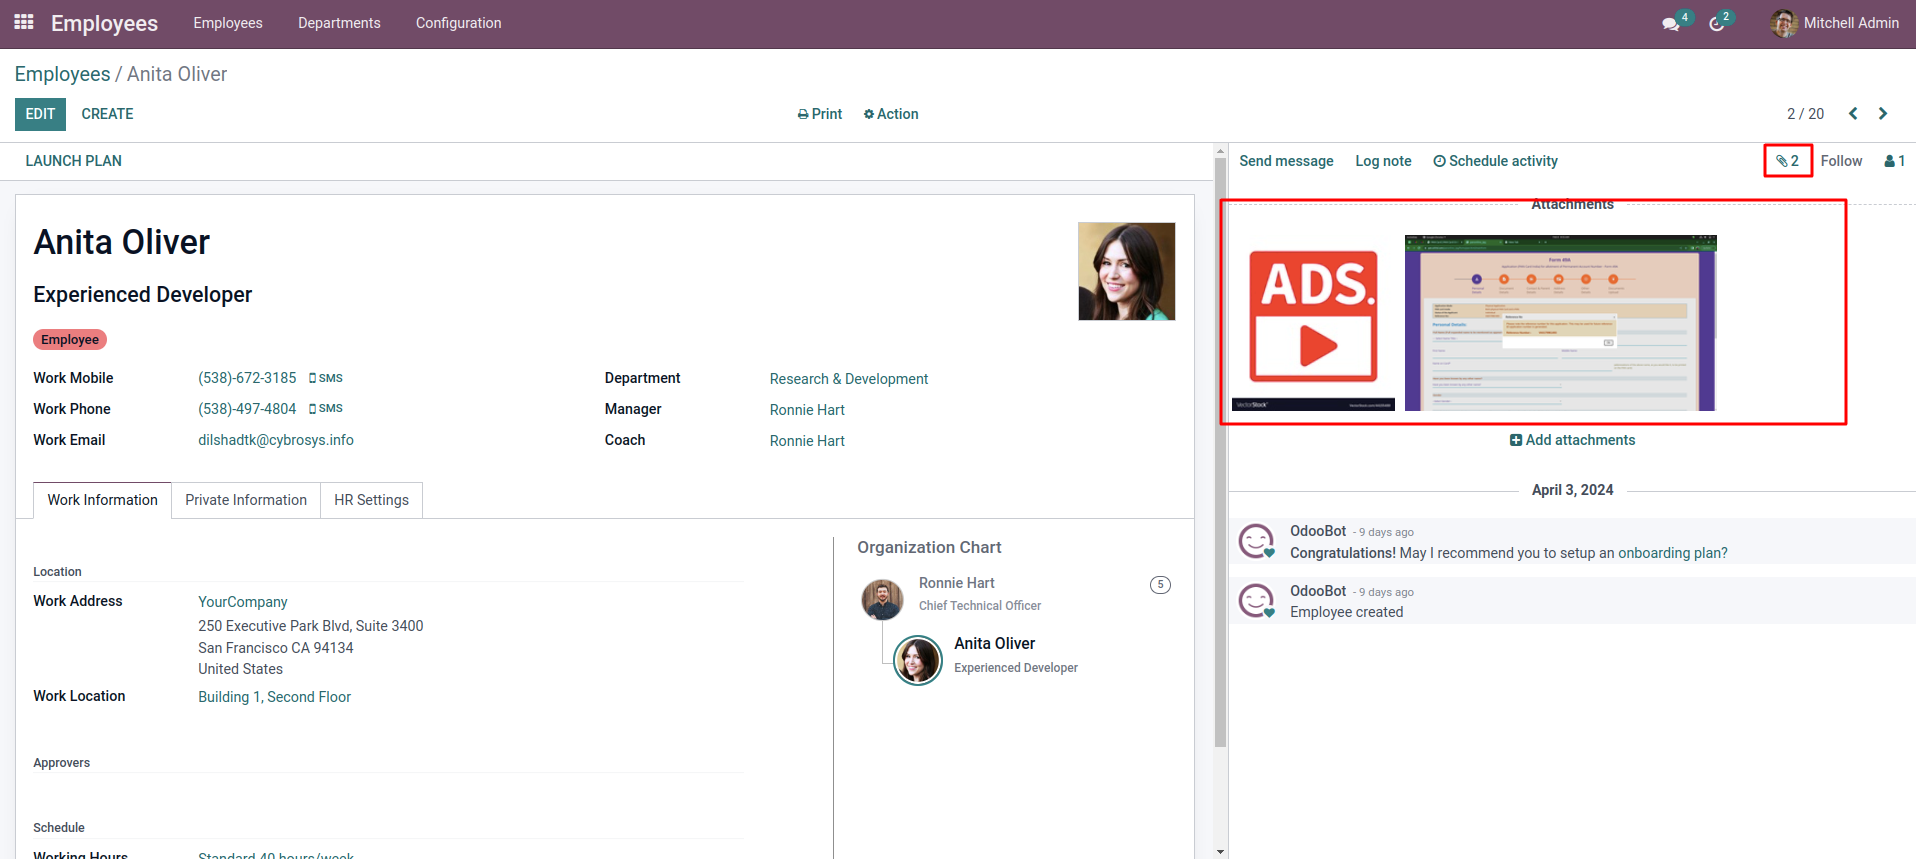 Employees Employees Departments Configuration 4 2 Mitchell Admin
Employees / Anita Oliver
EDIT CREATE Print Action 2 / 20
LAUNCH PLAN
Anita Oliver
Experienced Developer
Employee
Work Mobile (538)-672-3185 SMS
Work Phone (538)-497-4804 SMS
Work Email dilshadtk@cybrosys.info
Department Research & Development
Manager Ronnie Hart
Coach Ronnie Hart
Work Information Private Information HR Settings
Location
Work Address YourCompany
250 Executive Park Blvd, Suite 3400
San Francisco CA 94134
United States
Work Location Building 1, Second Floor
Approvers
Schedule
Working Hours Standard 40 hours/week
Organization Chart
Ronnie Hart 5
Chief Technical Officer
Anita Oliver
Experienced Developer
Send message Log note Schedule activity 2 Follow 1
Attachments
ADS.
VectorStock
Form 49A
Personal Details
Add attachments
April 3, 2024
OdooBot - 9 days ago
Congratulations! May I recommend you to setup an onboarding plan?
OdooBot - 9 days ago
Employee created